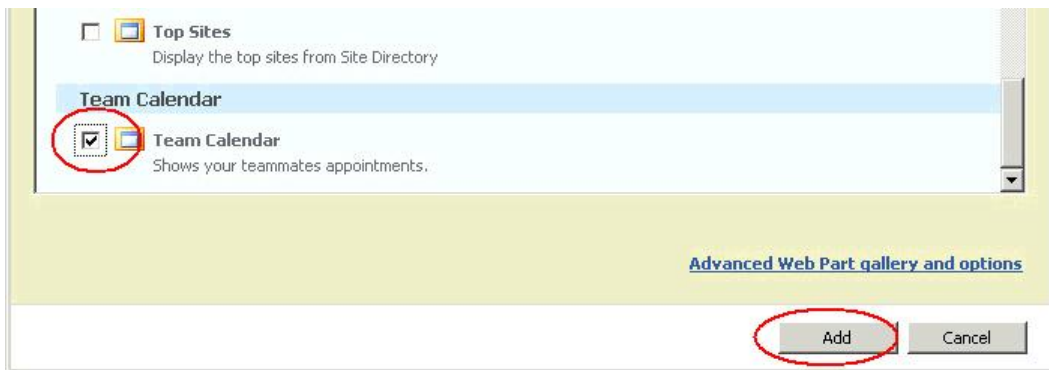 Top Sites
Display the top sites from Site Directory
Team Calendar
Team Calendar
Shows your teammates appointments.
Advanced Web Part gallery and options
Add Cancel